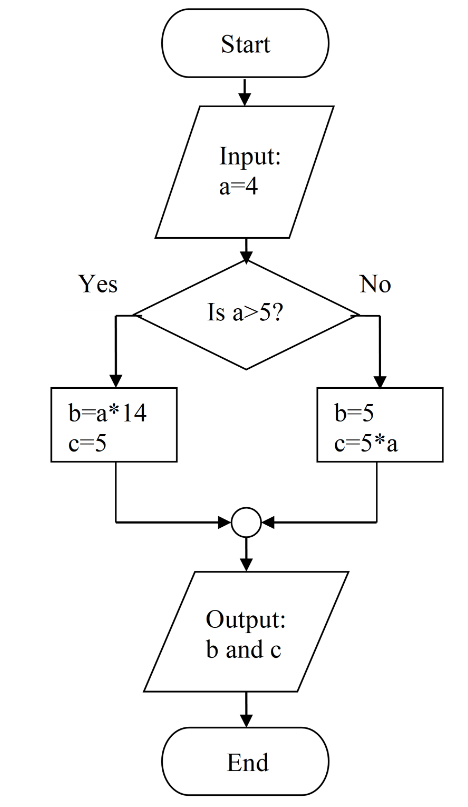 Start
Input:
a=4
Yes
No
Is a>5?
b=a*14
c=5
b=5
c=5*a
Output:
b and c
End